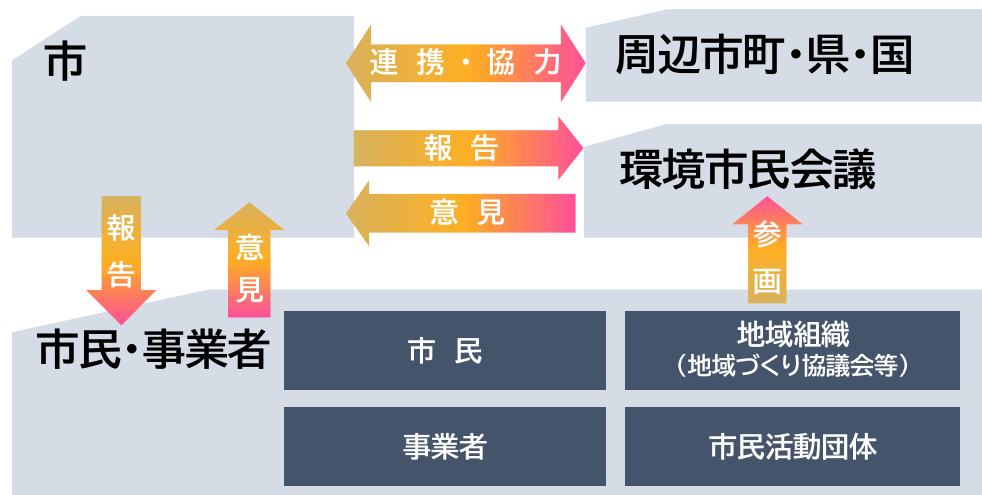 市
連携・協力
周辺市町・県・国
報告
環境市民会議
意見
報告
意見
参画
市民・事業者
市民
地域組織
（地域づくり協議会等）
事業者
市民活動団体